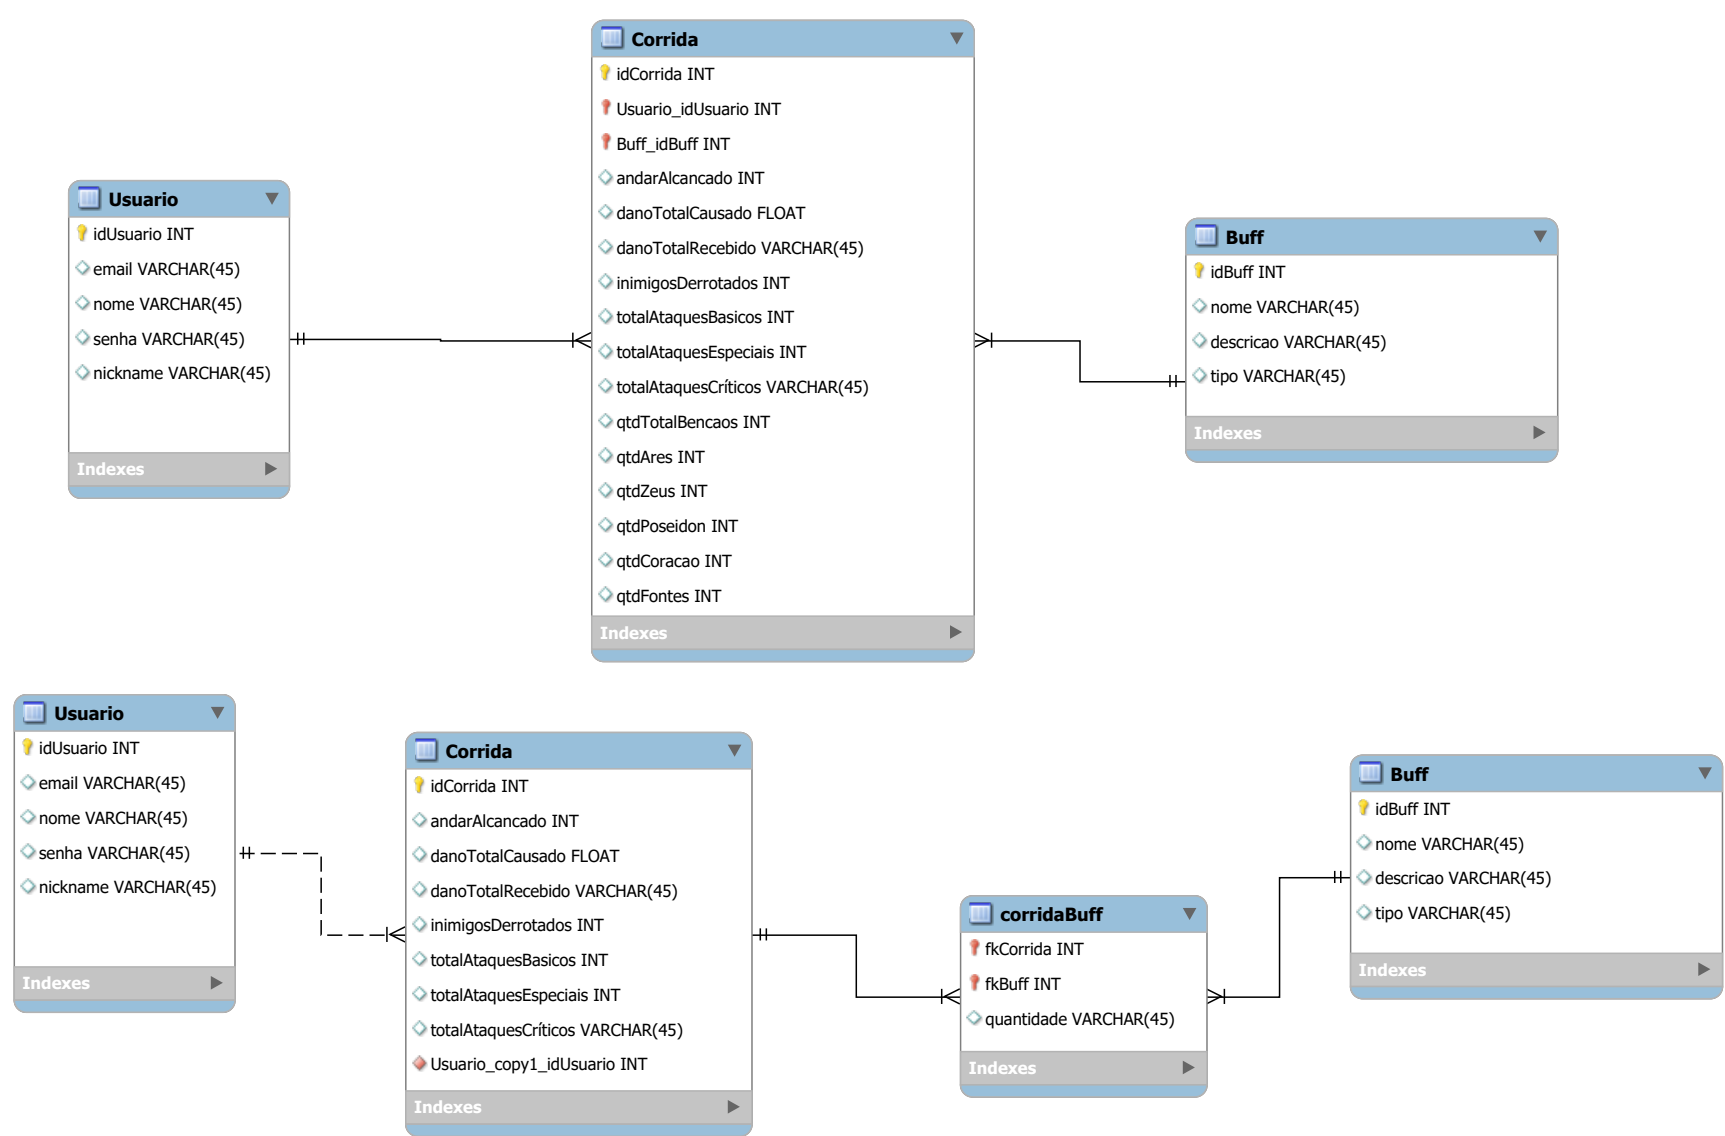 Corrida
idCorrida INT
Usuario_idUsuario INT
Buff_idBuff INT
andarAlcancado INT
danoTotalCausado FLOAT
danoTotalRecebido VARCHAR(45)
inimigosDerrotados INT
totalAtaquesBasicos INT
totalAtaquesEspeciais INT
totalAtaquesCríticos VARCHAR(45)
qtdTotalBencaos INT
qtdAres INT
qtdZeus INT
qtdPoseidon INT
qtdCoracao INT
qtdFontes INT
Indexes
Usuario
idUsuario INT
email VARCHAR(45)
nome VARCHAR(45)
senha VARCHAR(45)
nickname VARCHAR(45)
Indexes
Buff
idBuff INT
nome VARCHAR(45)
descricao VARCHAR(45)
tipo VARCHAR(45)
Indexes
Usuario
idUsuario INT
email VARCHAR(45)
nome VARCHAR(45)
senha VARCHAR(45)
nickname VARCHAR(45)
Indexes
Corrida
idCorrida INT
andarAlcancado INT
danoTotalCausado FLOAT
danoTotalRecebido VARCHAR(45)
inimigosDerrotados INT
totalAtaquesBasicos INT
totalAtaquesEspeciais INT
totalAtaquesCríticos VARCHAR(45)
Usuario_copy1_idUsuario INT
Indexes
corridaBuff
fkCorrida INT
fkBuff INT
quantidade VARCHAR(45)
Indexes
Buff
idBuff INT
nome VARCHAR(45)
descricao VARCHAR(45)
tipo VARCHAR(45)
Indexes